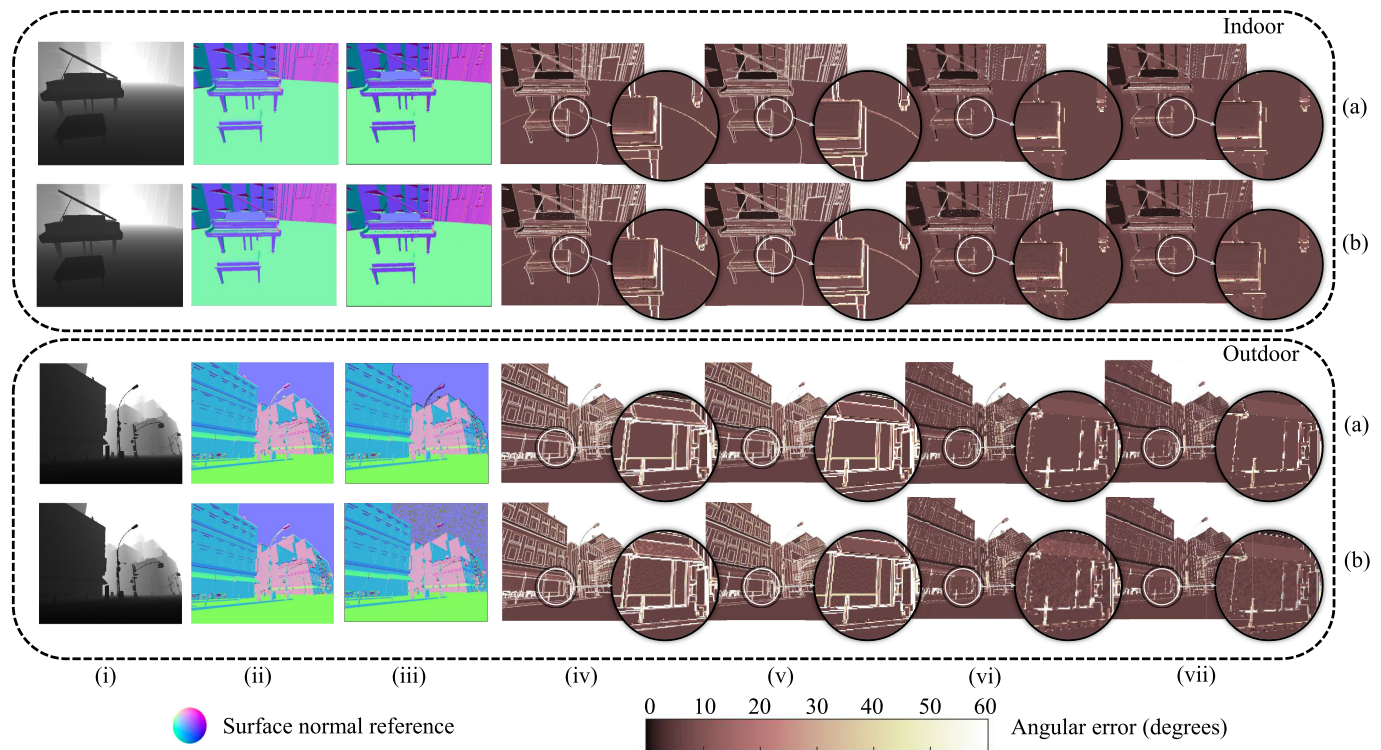 Indoor
(a)
(b)
Outdoor
(a)
(b)
(i) (ii) (iii) (iv) (v) (vi) (vii)
Surface normal reference
0 10 20 30 40 50 60
Angular error (degrees)